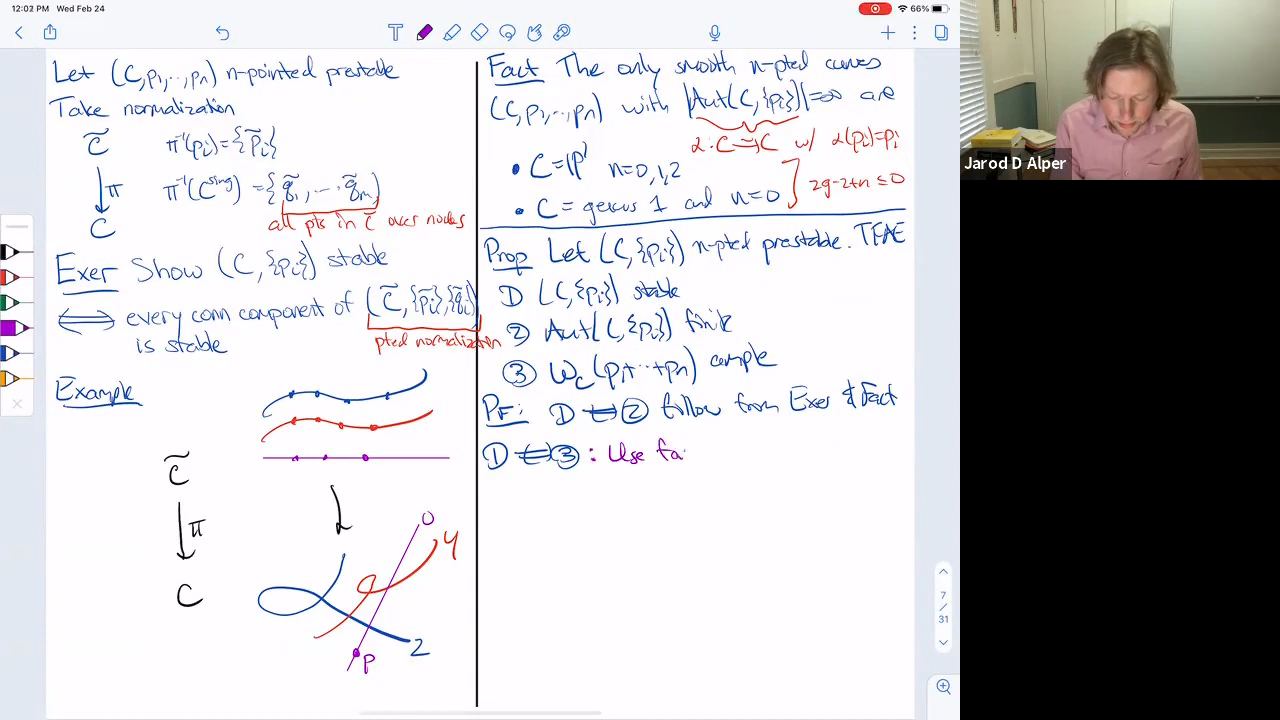 12:02 PM Wed Feb 24
66%
Let (C, p₁, .., pₙ) n-pointed prestable
Take normalization
C̃
π⁻¹(pᵢ) = {p̃ᵢ}
↓ π
π⁻¹(C^sing) = {q̃₁, ... q̃ₘ}
C
all pts in C̃ over nodes
Exer Show (C, {pᵢ}) stable
⟺ every conn component of (C̃, {p̃ᵢ}, {q̃ᵢ})
is stable
pted normalization
Example
C̃
↓ π
C
0
4
2
P
Fact The only smooth n-pted curves
(C, p₁, .., pₙ) with |Aut(C, {pᵢ})| = ∞ are
α: C ⥲ C w/ α(pᵢ)=pᵢ
• C = P¹ n=0,1,2
• C = genus 1 and n=0
2g-2+n ≤ 0
Prop Let (C, {pᵢ}) n-pted prestable. TFAE
① (C, {pᵢ}) stable
② Aut(C, {pᵢ}) finite
③ ω_C(p₁+...+pₙ) ample
PF: ① ⟺ ② follow from Exer & Fact
① ⟺ ③ : Use fa
Jarod D Alper
7
/
31